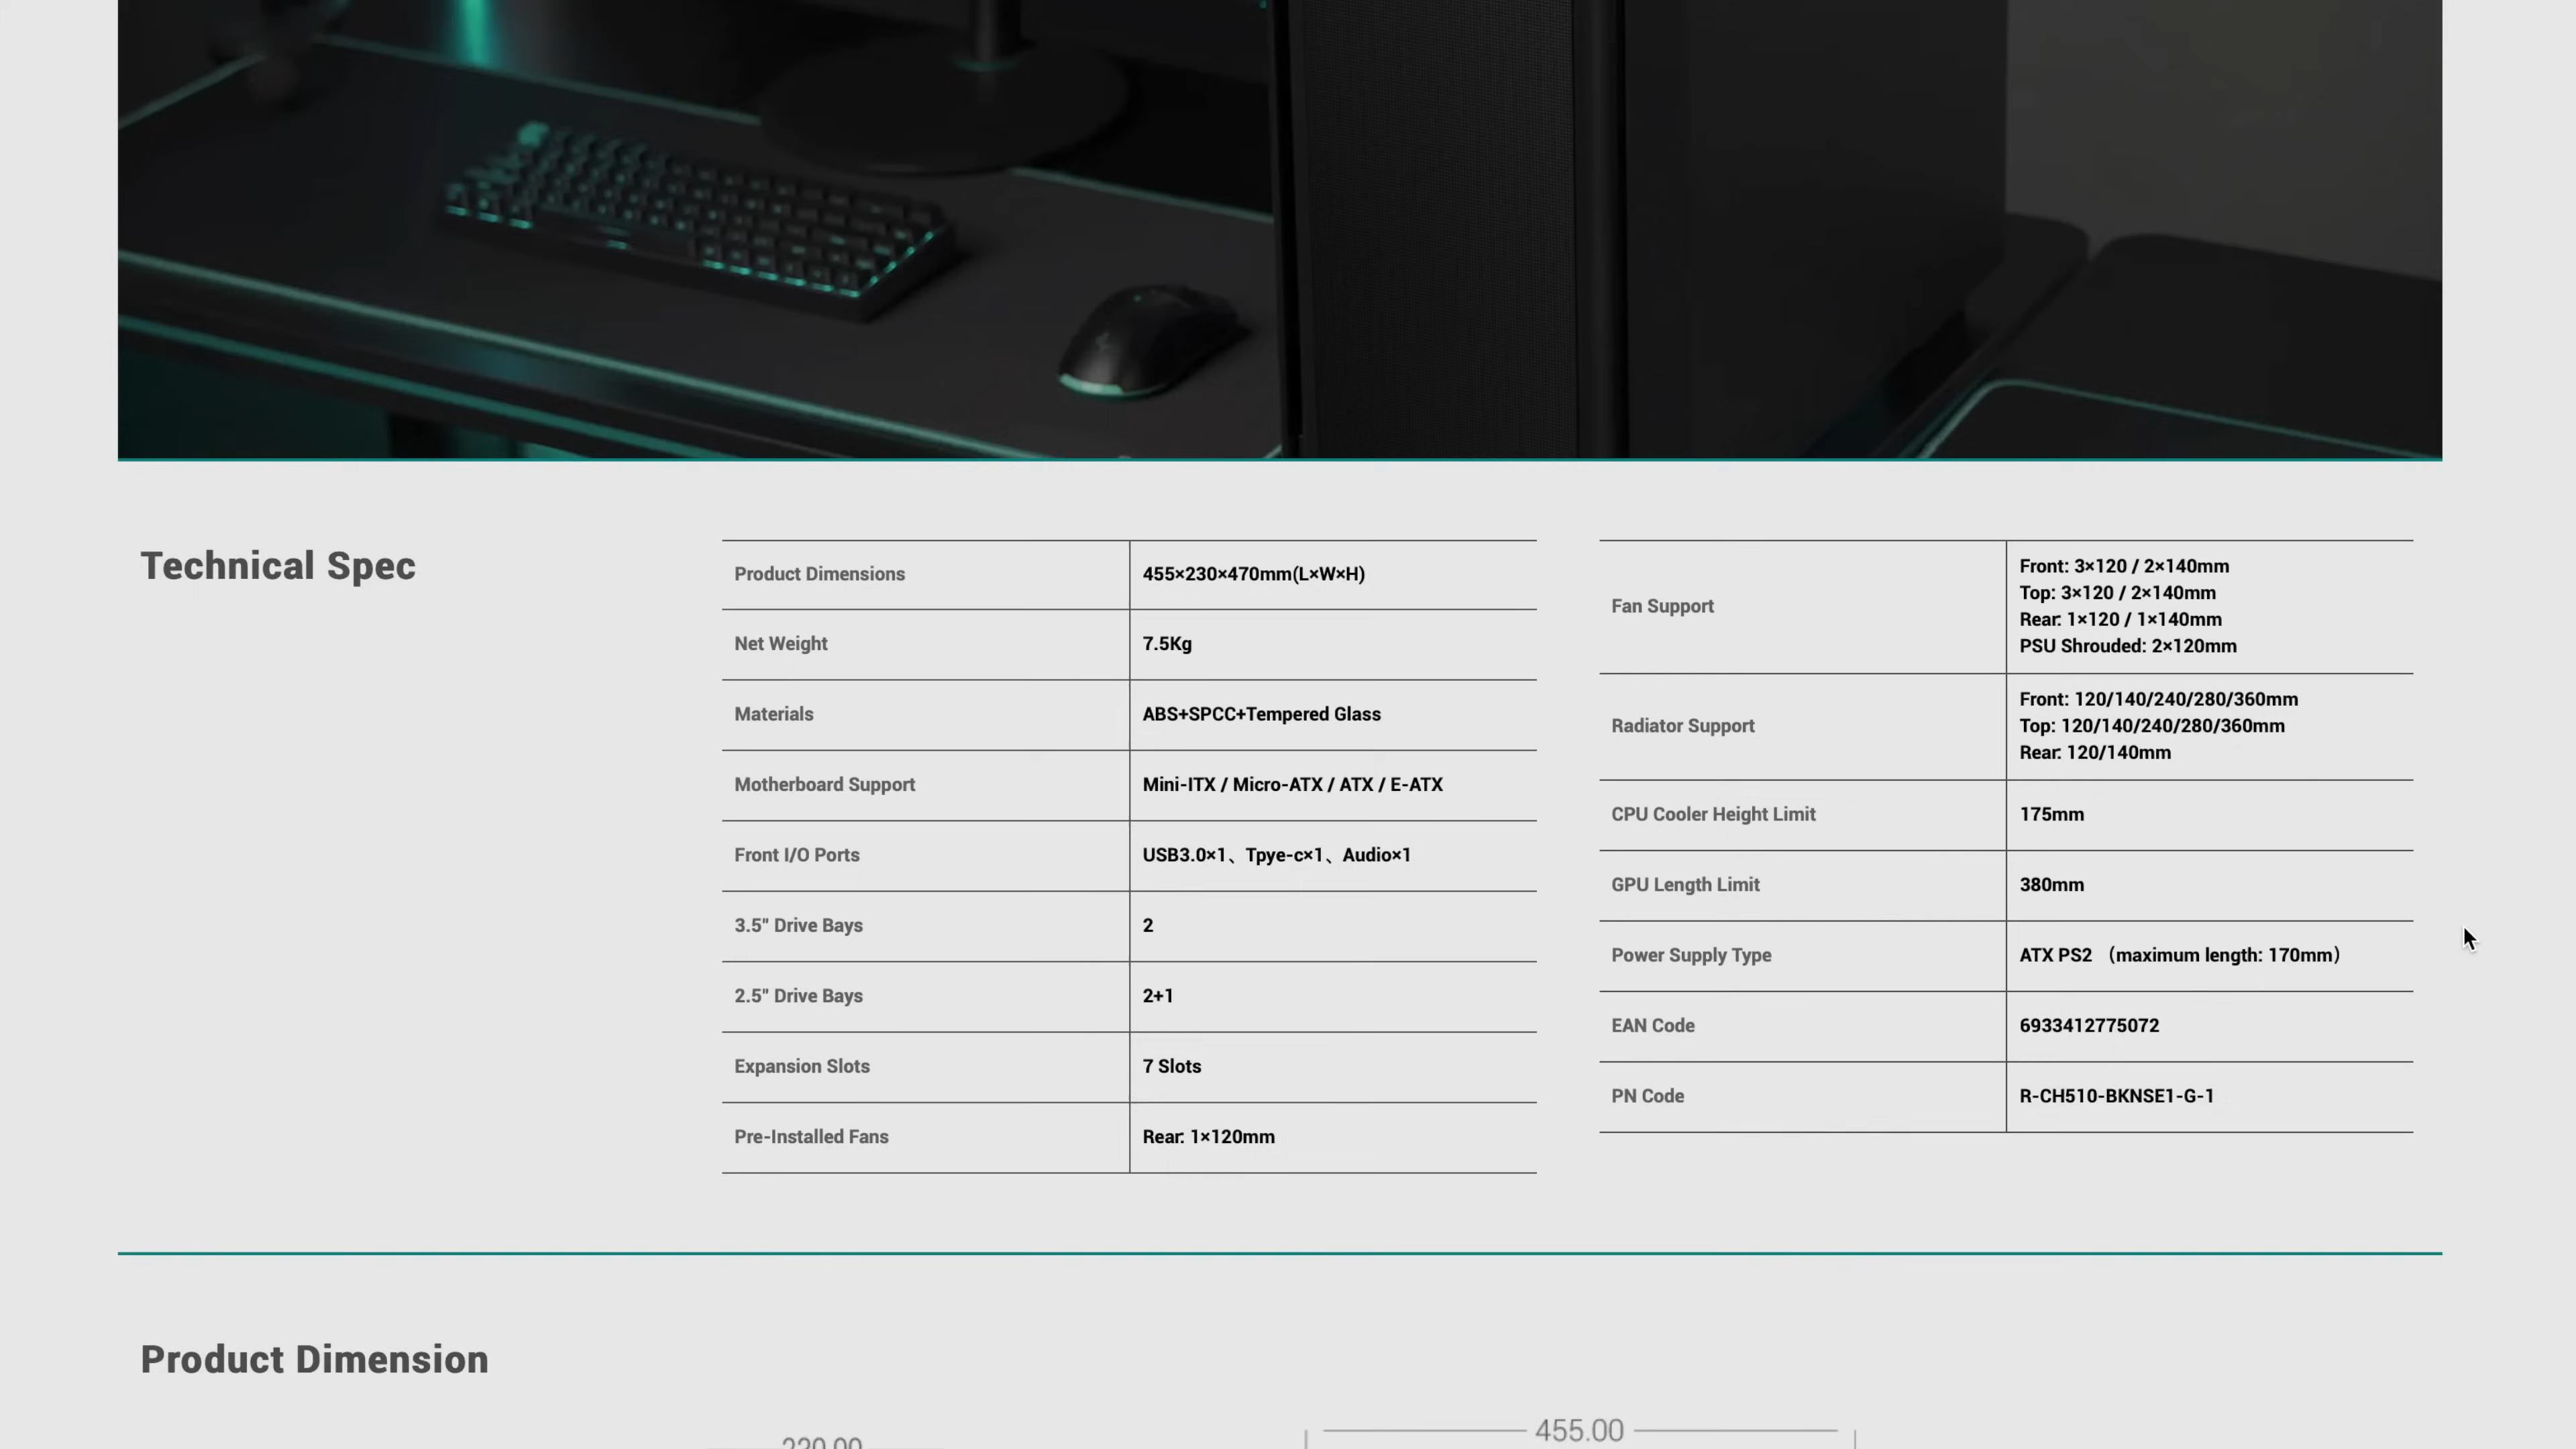 Technical Spec
Product Dimensions
455×230×470mm(L×W×H)
Net Weight
7.5Kg
Materials
ABS+SPCC+Tempered Glass
Motherboard Support
Mini-ITX / Micro-ATX / ATX / E-ATX
Front I/O Ports
USB3.0×1、Tpye-c×1、Audio×1
3.5" Drive Bays
2
2.5" Drive Bays
2+1
Expansion Slots
7 Slots
Pre-Installed Fans
Rear: 1×120mm
Fan Support
Front: 3×120 / 2×140mm
Top: 3×120 / 2×140mm
Rear: 1×120 / 1×140mm
PSU Shrouded: 2×120mm
Radiator Support
Front: 120/140/240/280/360mm
Top: 120/140/240/280/360mm
Rear: 120/140mm
CPU Cooler Height Limit
175mm
GPU Length Limit
380mm
Power Supply Type
ATX PS2 （maximum length: 170mm）
EAN Code
6933412775072
PN Code
R-CH510-BKNSE1-G-1
Product Dimension
455.00